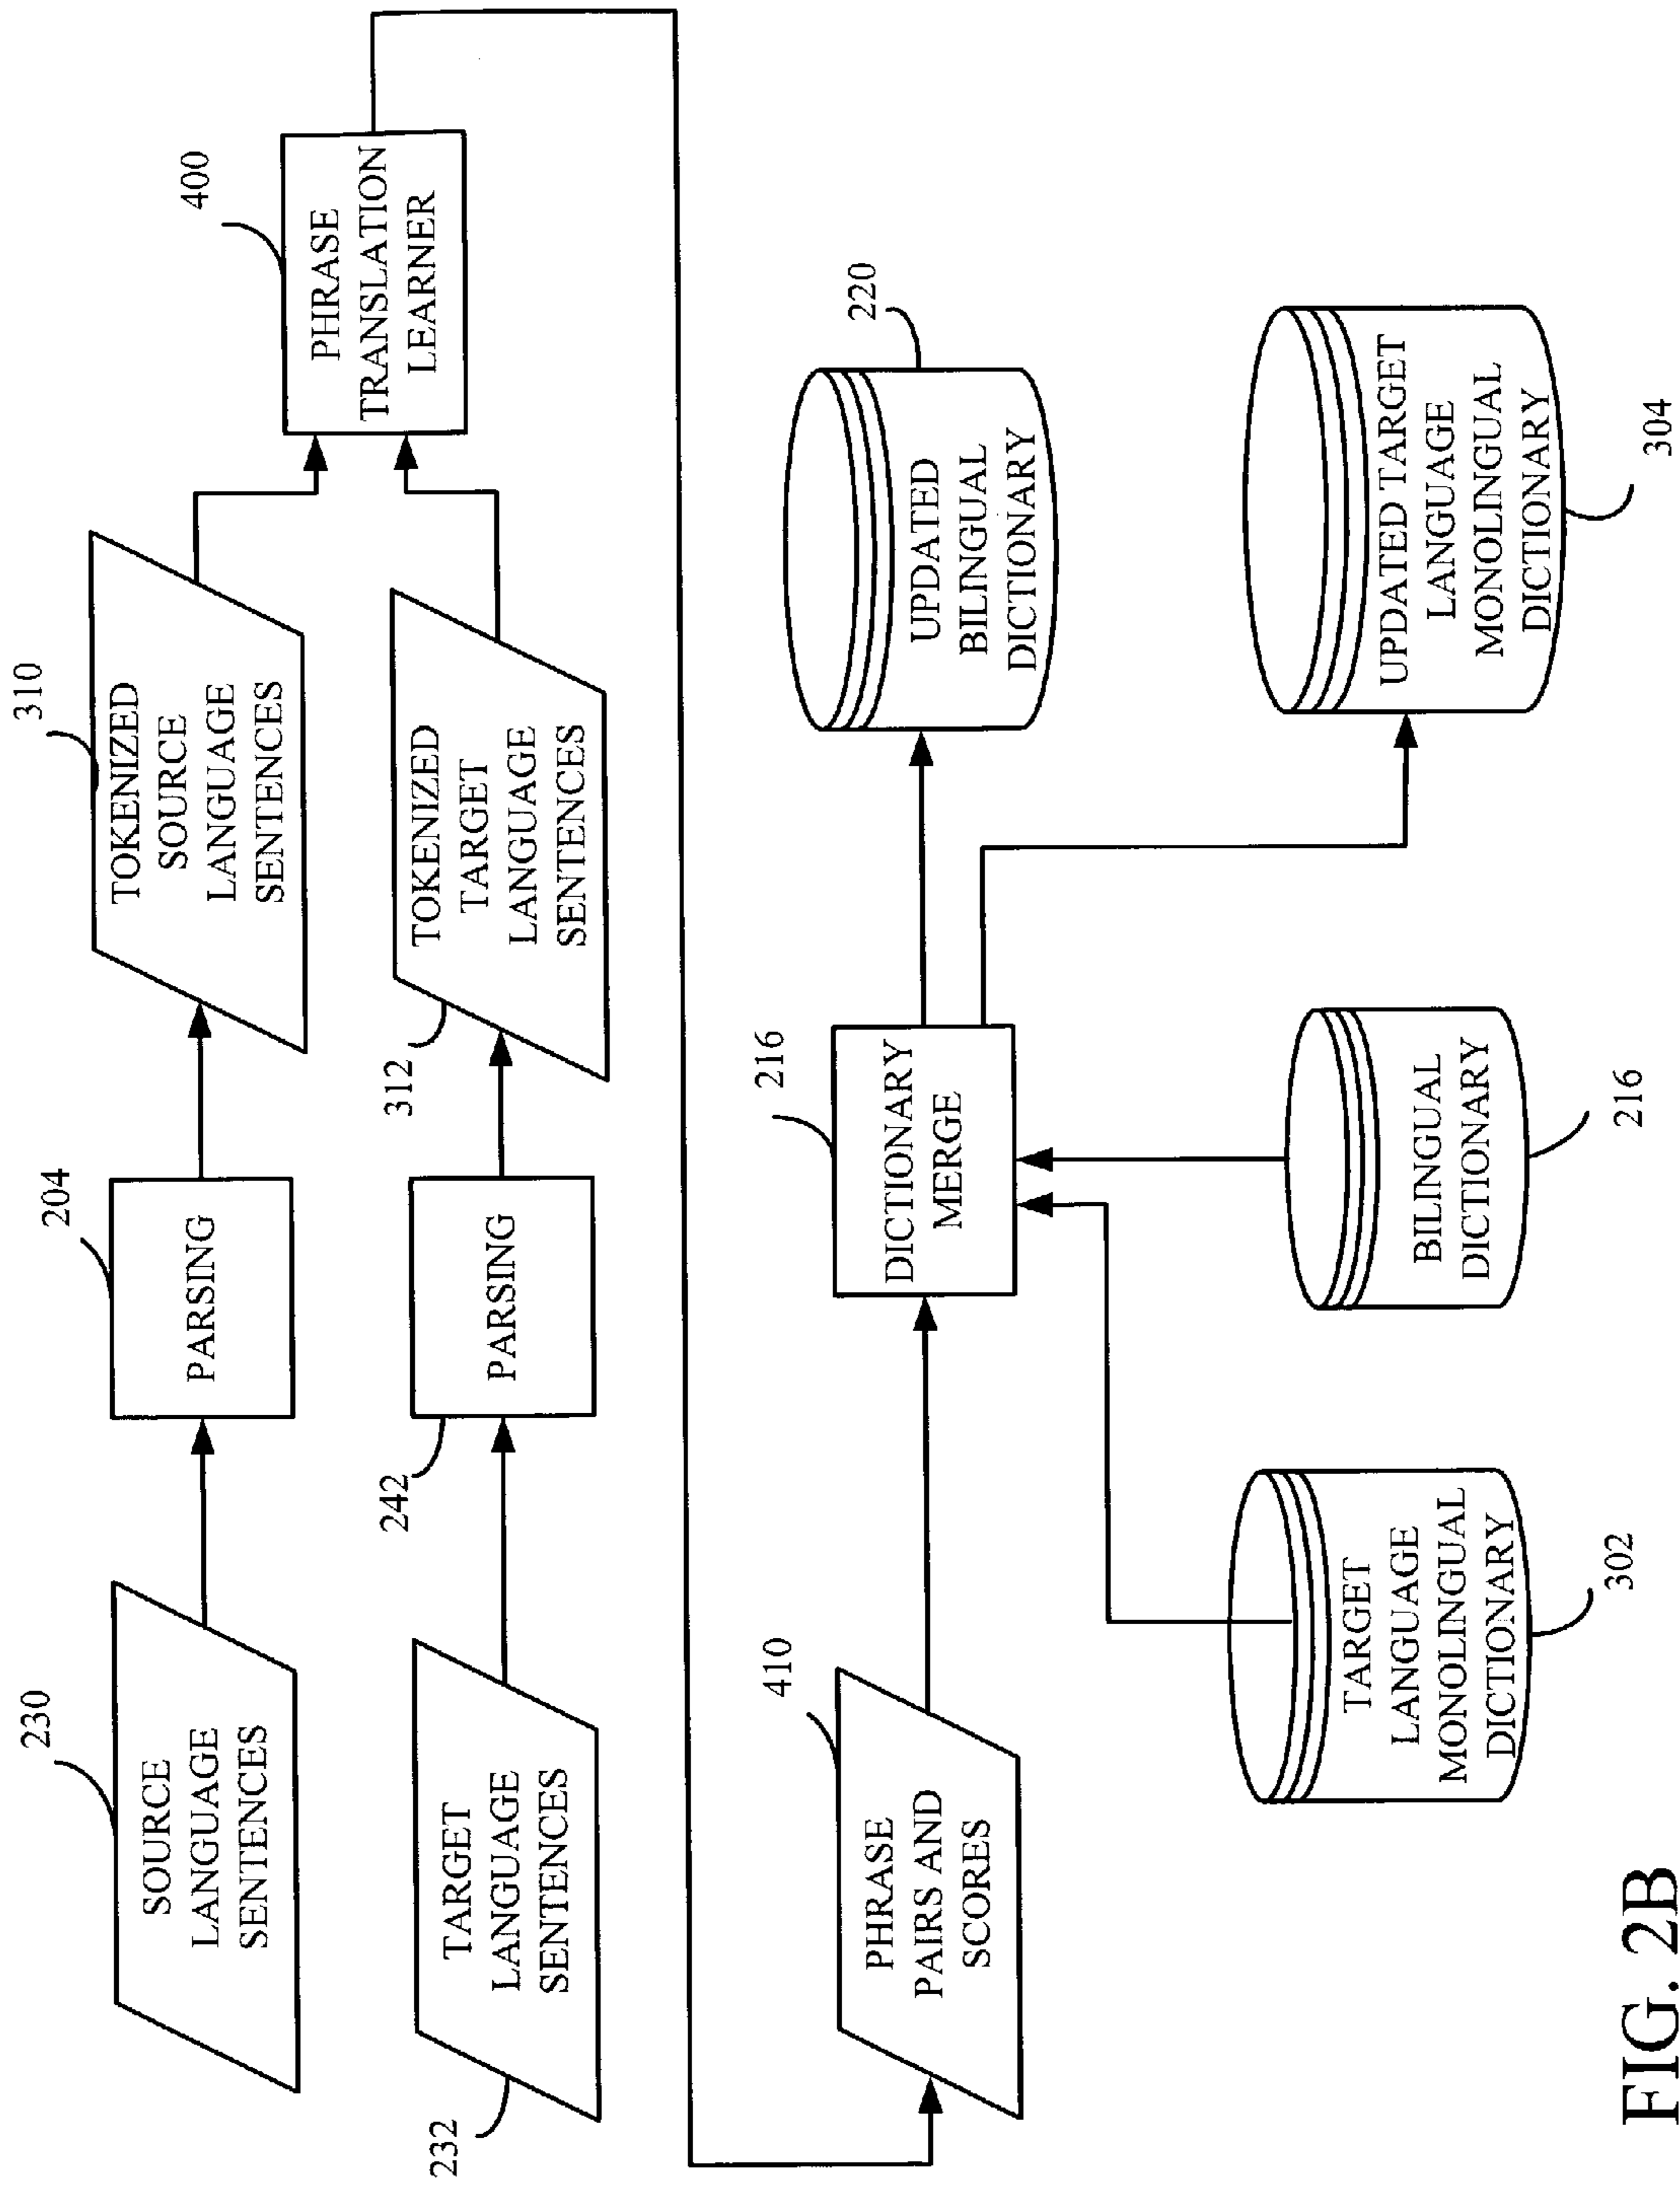 230
SOURCE
LANGUAGE
SENTENCES
204
PARSING
310
TOKENIZED
SOURCE
LANGUAGE
SENTENCES
400
PHRASE
TRANSLATION
LEARNER
232
TARGET
LANGUAGE
SENTENCES
242
PARSING
312
TOKENIZED
TARGET
LANGUAGE
SENTENCES
410
PHRASE
PAIRS AND
SCORES
216
DICTIONARY
MERGE
220
UPDATED
BILINGUAL
DICTIONARY
TARGET
LANGUAGE
MONOLINGUAL
DICTIONARY
302
BILINGUAL
DICTIONARY
216
UPDATED TARGET
LANGUAGE
MONOLINGUAL
DICTIONARY
304
FIG. 2B